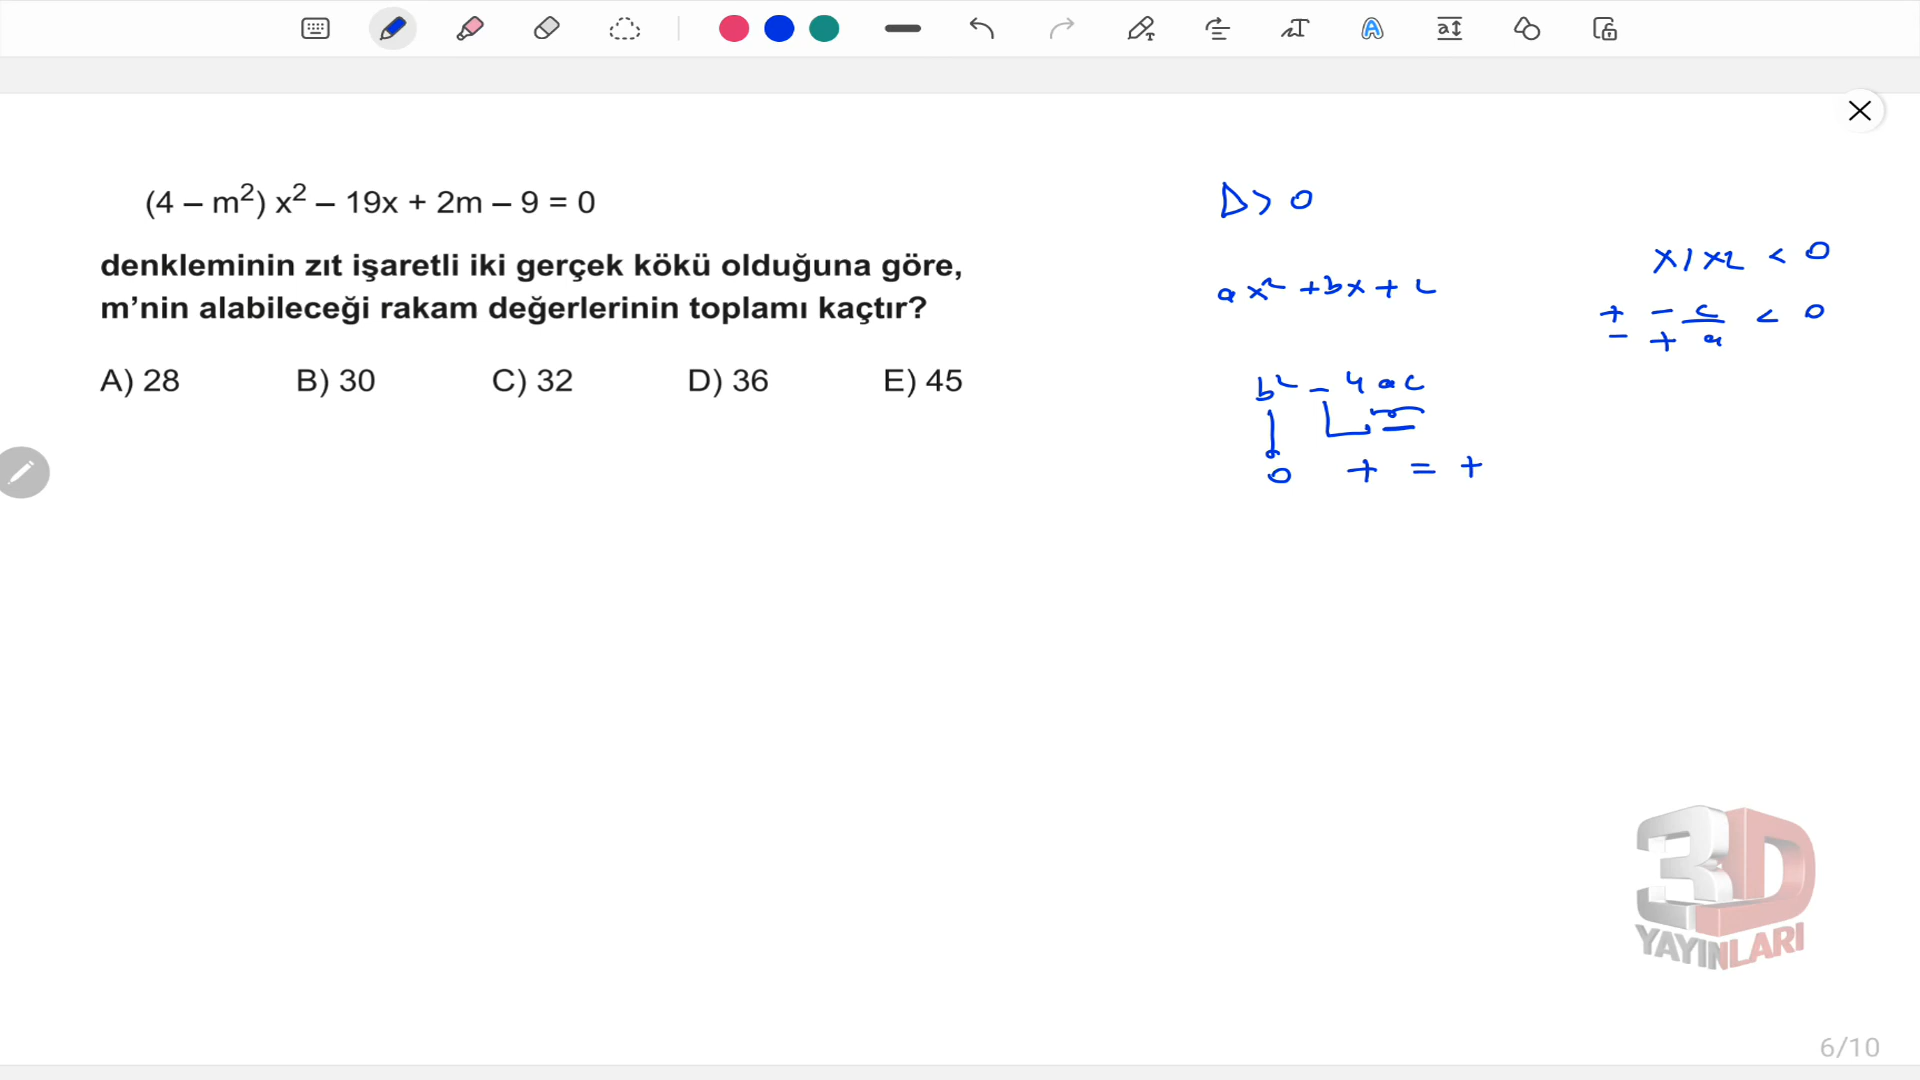 (4 – m²) x² – 19x + 2m – 9 = 0
denkleminin zıt işaretli iki gerçek kökü olduğuna göre,
m’nin alabileceği rakam değerlerinin toplamı kaçtır?
A) 28 B) 30 C) 32 D) 36 E) 45
Δ > 0
ax² + bx + c
b² – 4ac
0 + = +
x1 x2 < 0
+ – c/a < 0
– +
3D
YAYINLARI
6/10